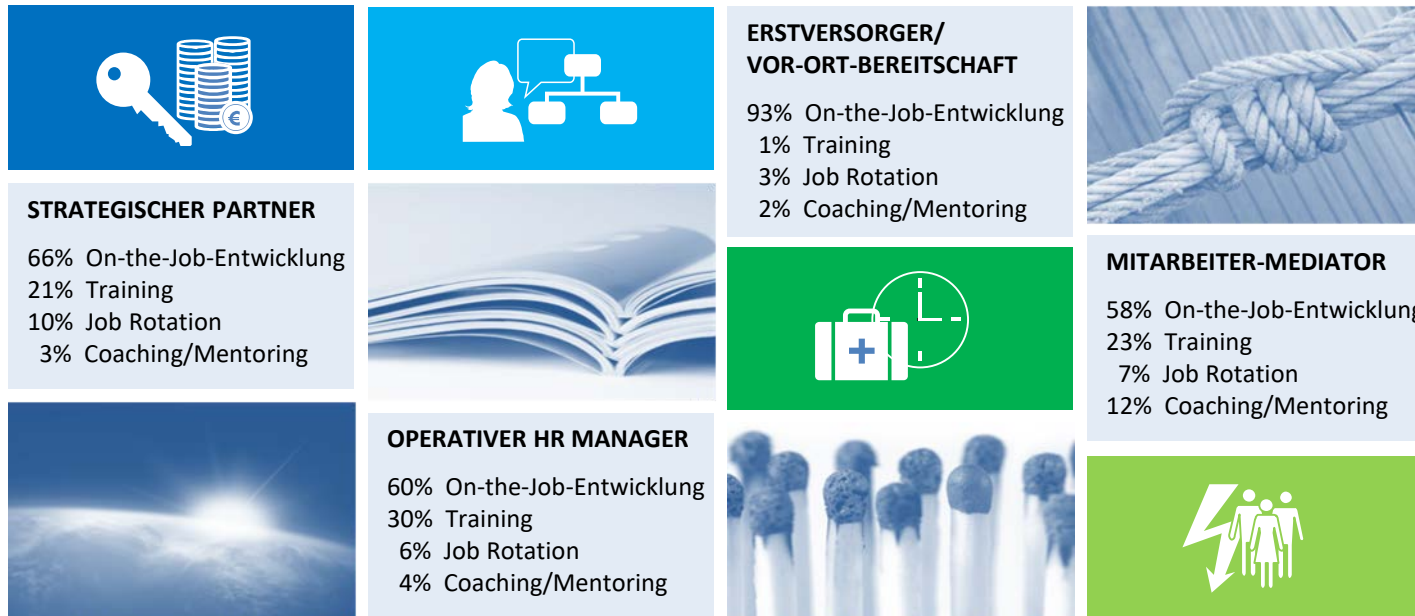 STRATEGISCHER PARTNER
66% On-the-Job-Entwicklung
21% Training
10% Job Rotation
3% Coaching/Mentoring
OPERATIVER HR MANAGER
60% On-the-Job-Entwicklung
30% Training
6% Job Rotation
4% Coaching/Mentoring
ERSTVERSORGER/
VOR-ORT-BEREITSCHAFT
93% On-the-Job-Entwicklung
1% Training
3% Job Rotation
2% Coaching/Mentoring
MITARBEITER-MEDIATOR
58% On-the-Job-Entwicklung
23% Training
7% Job Rotation
12% Coaching/Mentoring
€